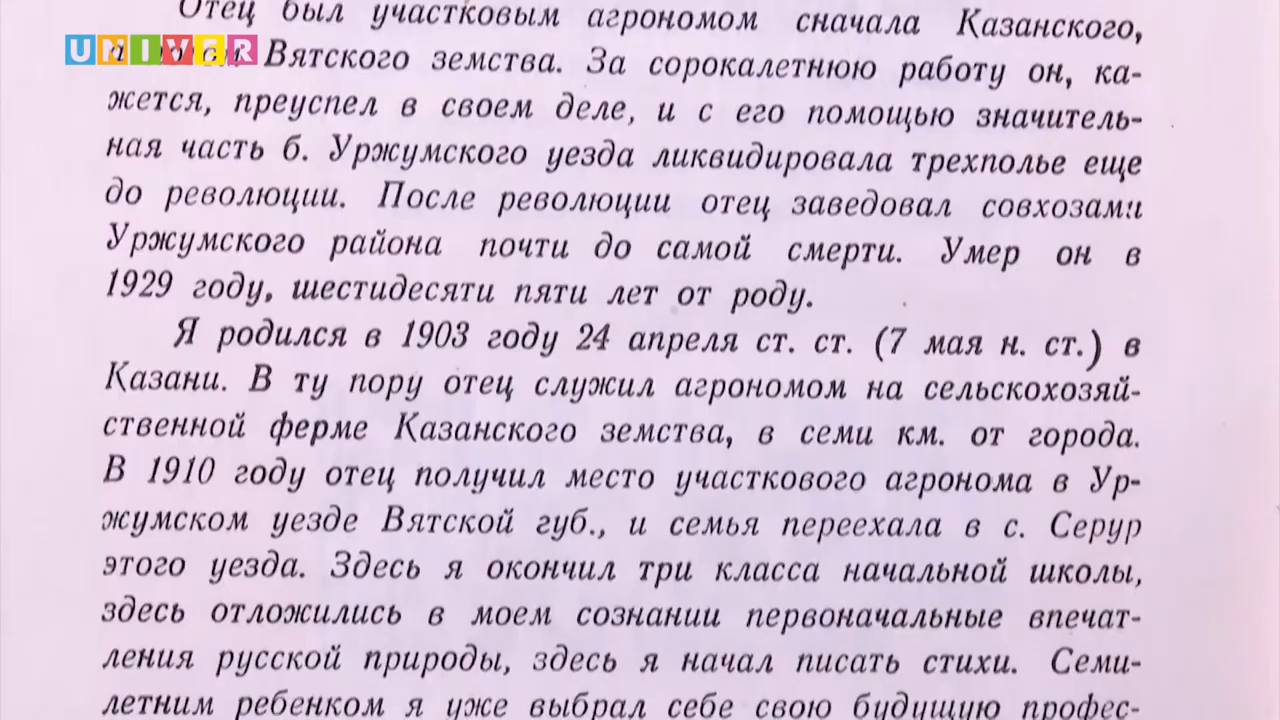 Отец был участковым агрономом сначала Казанского,
UNIVER
Вятского земства. За сорокалетнюю работу он, ка-
жется, преуспел в своем деле, и с его помощью значитель-
ная часть б. Уржумского уезда ликвидировала трехполье еще
до революции. После революции отец заведовал совхозами
Уржумского района почти до самой смерти. Умер он в
1929 году, шестидесяти пяти лет от роду.
Я родился в 1903 году 24 апреля ст. ст. (7 мая н. ст.) в
Казани. В ту пору отец служил агрономом на сельскохозяй-
ственной ферме Казанского земства, в семи км. от города.
В 1910 году отец получил место участкового агронома в Ур-
жумском уезде Вятской губ., и семья переехала в с. Серур
этого уезда. Здесь я окончил три класса начальной школы,
здесь отложились в моем сознании первоначальные впечат-
ления русской природы, здесь я начал писать стихи. Семи-
летним ребенком я уже выбрал себе свою будущую профес-